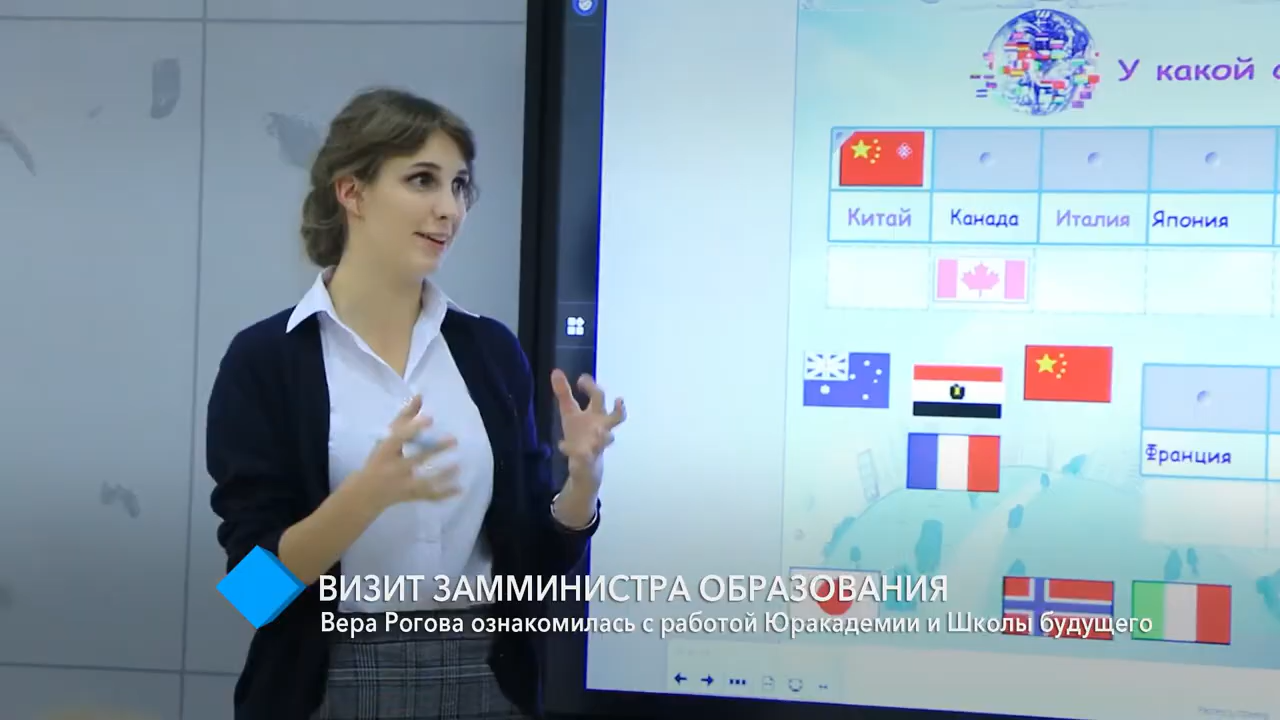 У какой
Китай Канада Италия Япония
Франция
ВИЗИТ ЗАММИНИСТРА ОБРАЗОВАНИЯ
Вера Рогова ознакомилась с работой Юракадемии и Школы будущего